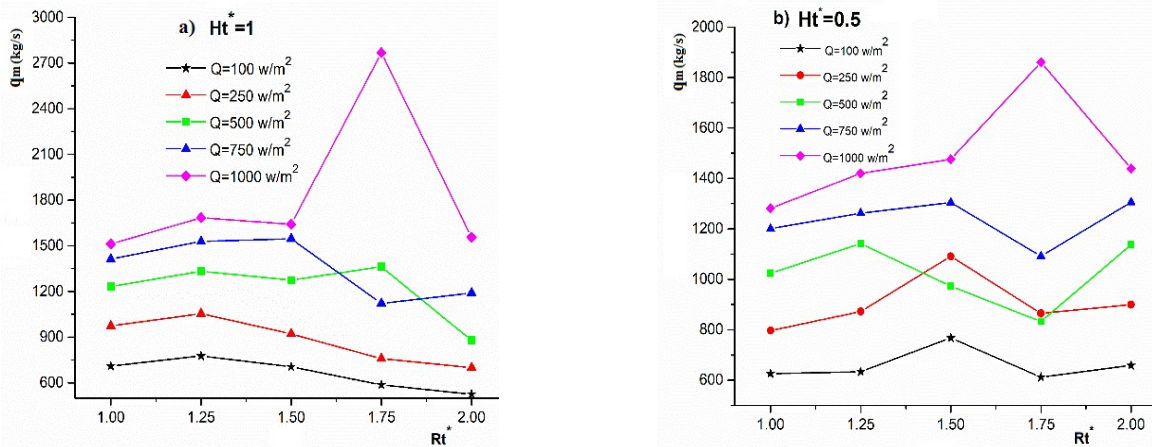 a) Ht*=1
qm (kg/s)
3000
2700
2400
2100
1800
1500
1200
900
600
Q=100 w/m²
Q=250 w/m²
Q=500 w/m²
Q=750 w/m²
Q=1000 w/m²
1.00 1.25 1.50 1.75 2.00
Rt*
b) Ht*=0.5
qm (kg/s)
2000
1800
1600
1400
1200
1000
800
600
Q=100 w/m²
Q=250 w/m²
Q=500 w/m²
Q=750 w/m²
Q=1000 w/m²
1.00 1.25 1.50 1.75 2.00
Rt*